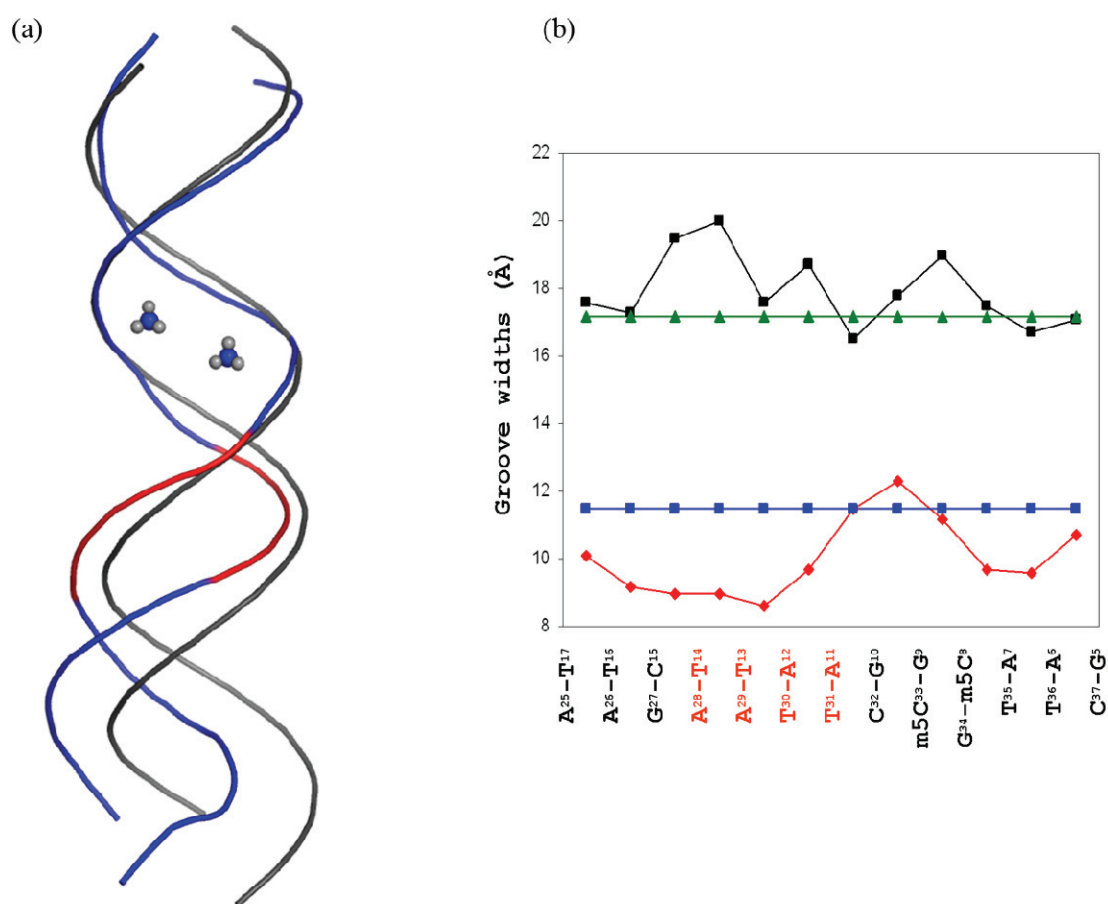 (a)
(b)
Groove widths (Å)
22
20
18
16
14
12
10
8
A²⁵–T¹⁷
A²⁶–T¹⁶
G²⁷–C¹⁵
A²⁸–T¹⁴
A²⁹–T¹³
T³⁰–A¹²
T³¹–A¹¹
C³²–G¹⁰
m5C³³–G⁹
G³⁴–m5C⁸
T³⁵–A⁷
T³⁶–A⁶
C³⁷–G⁵